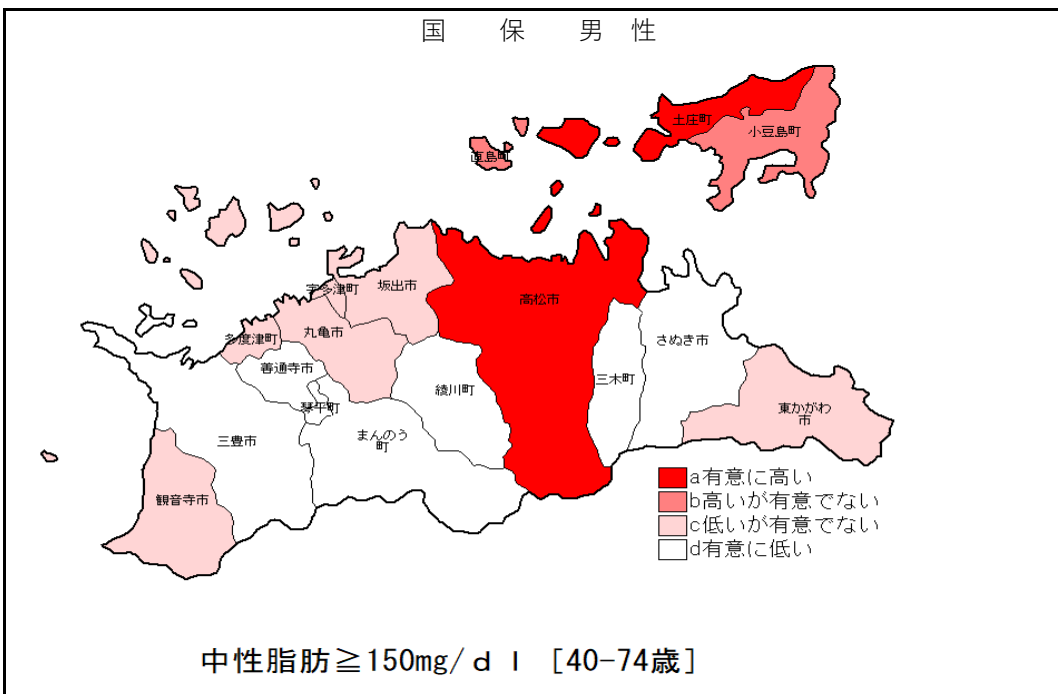 国保男性
土庄町
小豆島町
直島町
宇多津町
坂出市
高松市
多度津町
丸亀市
さぬき市
善通寺市
綾川町
三木町
琴平町
東かがわ
市
三豊市
まんのう
町
観音寺市
a有意に高い
b高いが有意でない
c低いが有意でない
d有意に低い
中性脂肪≧150mg/ｄｌ [40-74歳]